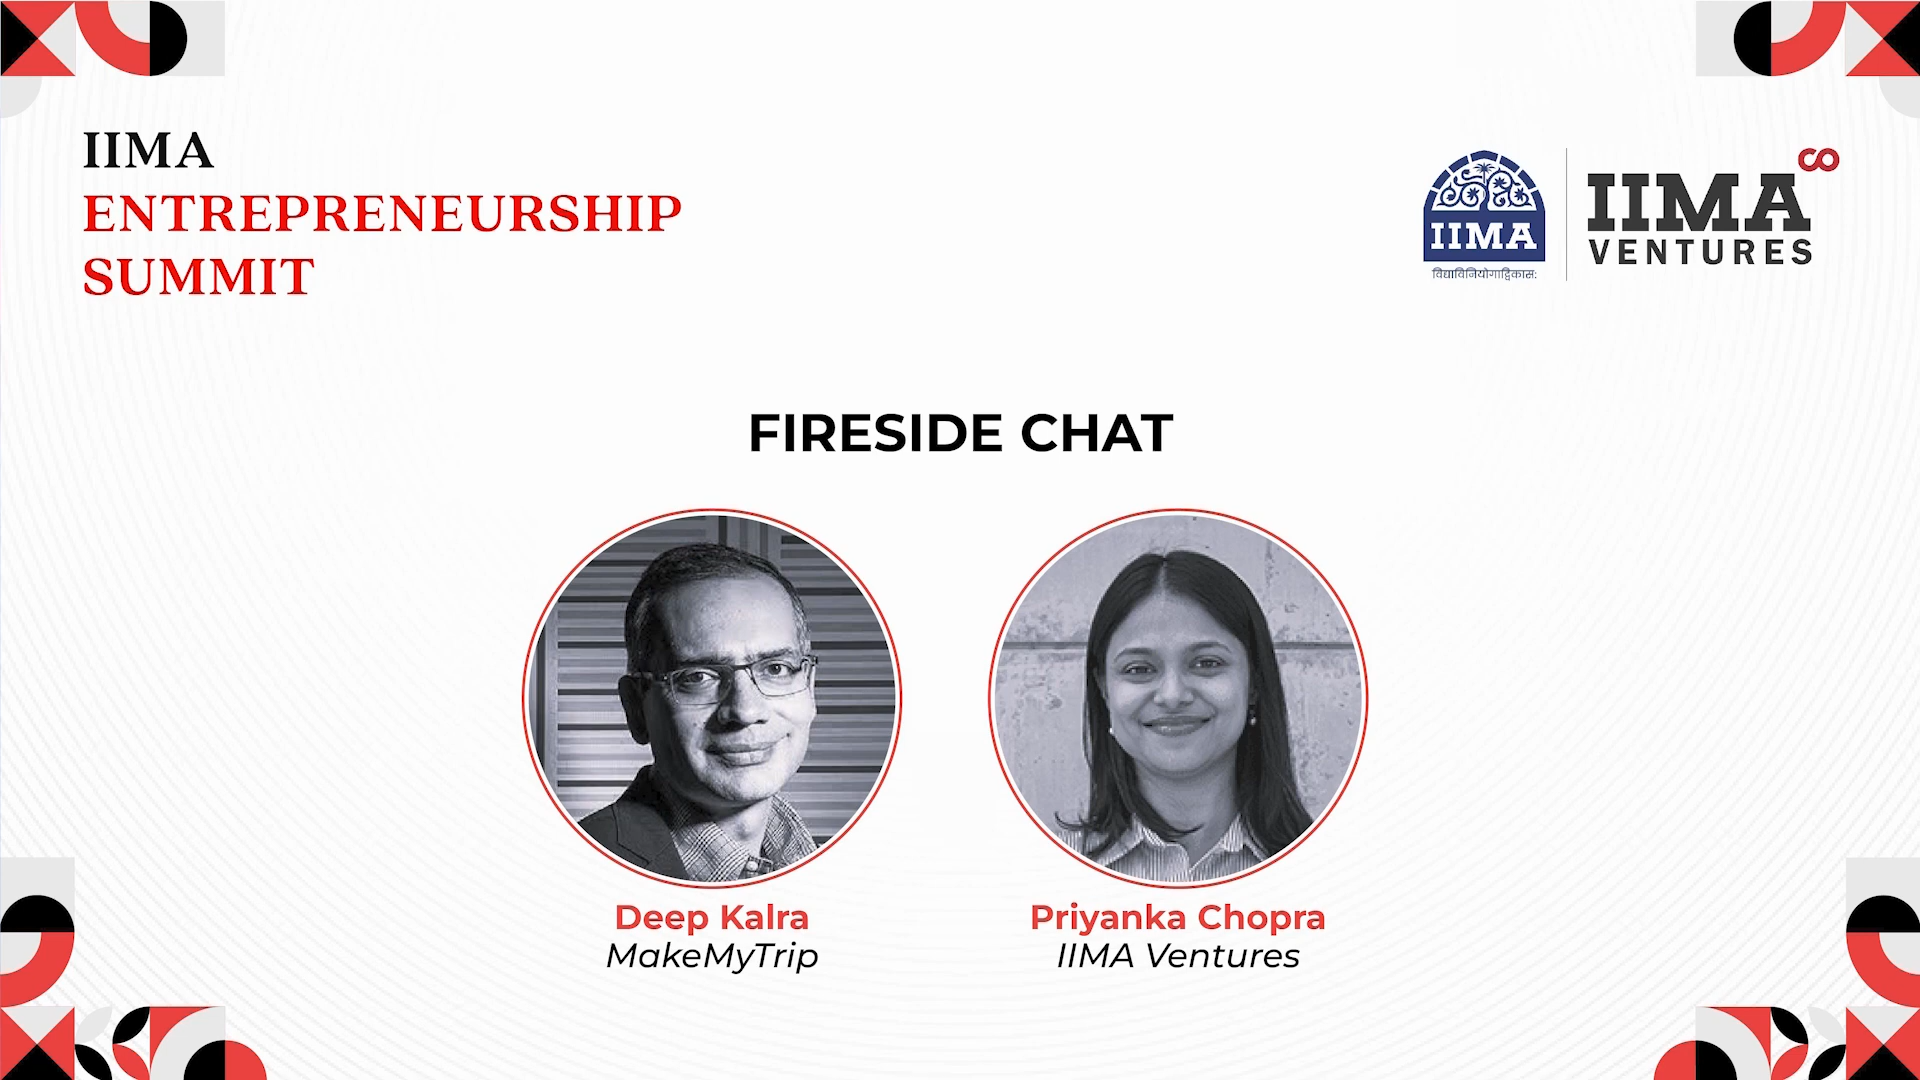 IIMA
ENTREPRENEURSHIP
SUMMIT
IIMA
विद्याविनियोगाद्विकासः
IIMA
VENTURES
FIRESIDE CHAT
Deep Kalra
MakeMyTrip
Priyanka Chopra
IIMA Ventures